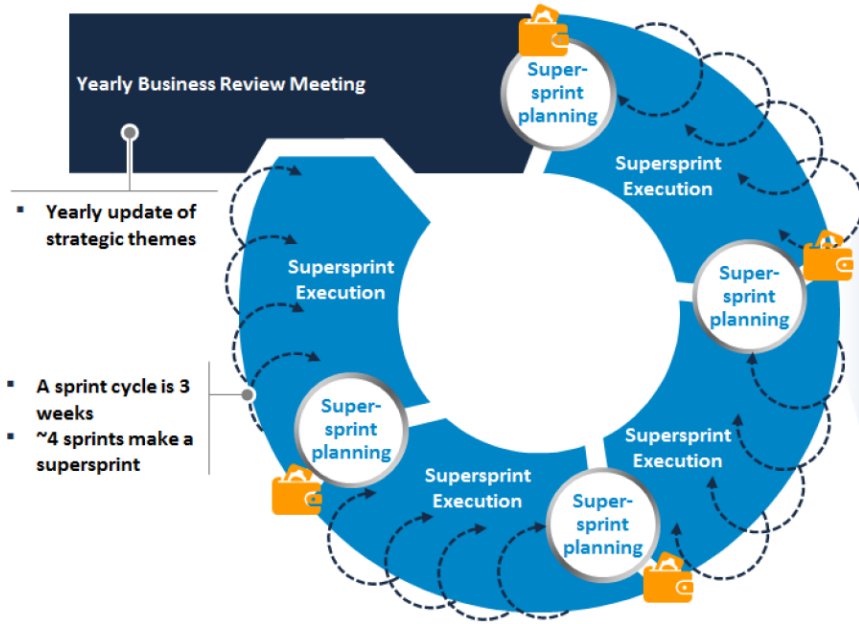 Yearly Business Review Meeting
▪ Yearly update of
strategic themes
Super-
sprint
planning
Supersprint
Execution
Super-
sprint
planning
Supersprint
Execution
Super-
sprint
planning
Supersprint
Execution
Super-
sprint
planning
Supersprint
Execution
▪ A sprint cycle is 3
weeks
▪ ~4 sprints make a
supersprint